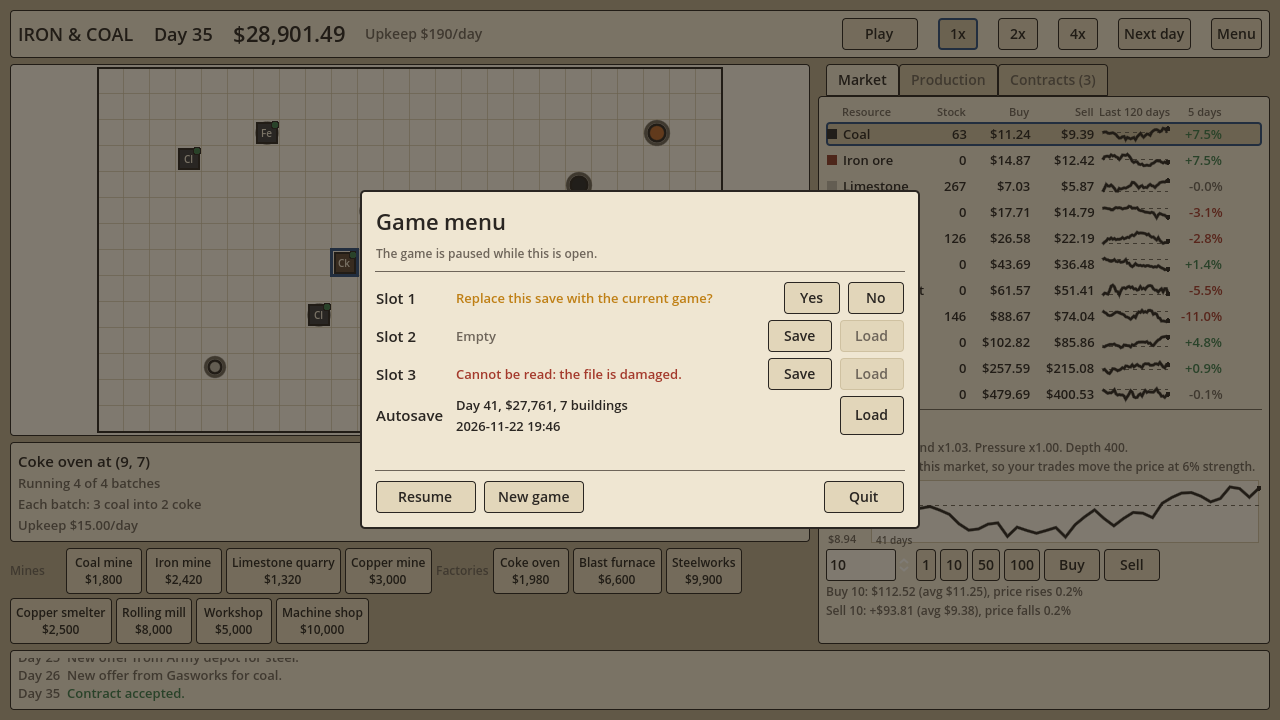 IRON & COAL Day 35 $28,901.49 Upkeep $190/day Play 1x 2x 4x Next day Menu
Fe
Cl
Ck
Cl
Market Production Contracts (3)
Resource Stock Buy Sell Last 120 days 5 days
Coal 63 $11.24 $9.39 +7.5%
Iron ore 0 $14.87 $12.42 +7.5%
Limestone 267 $7.03 $5.87 -0.0%
0 $17.71 $14.79 -3.1%
126 $26.58 $22.19 -2.8%
0 $43.69 $36.48 +1.4%
0 $61.57 $51.41 -5.5%
146 $88.67 $74.04 -11.0%
0 $102.82 $85.86 +4.8%
0 $257.59 $215.08 +0.9%
0 $479.69 $400.53 -0.1%
x1.03. Pressure x1.00. Depth 400.
this market, so your trades move the price at 6% strength.
$8.94 41 days
10 1 10 50 100 Buy Sell
Buy 10: $112.52 (avg $11.25), price rises 0.2%
Sell 10: +$93.81 (avg $9.38), price falls 0.2%
Game menu
The game is paused while this is open.
Slot 1 Replace this save with the current game? Yes No
Slot 2 Empty Save Load
Slot 3 Cannot be read: the file is damaged. Save Load
Autosave Day 41, $27,761, 7 buildings
2026-11-22 19:46 Load
Resume New game Quit
Coke oven at (9, 7)
Running 4 of 4 batches
Each batch: 3 coal into 2 coke
Upkeep $15.00/day
Mines
Coal mine
$1,800
Iron mine
$2,420
Limestone quarry
$1,320
Copper mine
$3,000
Factories
Coke oven
$1,980
Blast furnace
$6,600
Steelworks
$9,900
Copper smelter
$2,500
Rolling mill
$8,000
Workshop
$5,000
Machine shop
$10,000
Day 25 New offer from Army depot for steel.
Day 26 New offer from Gasworks for coal.
Day 35 Contract accepted.